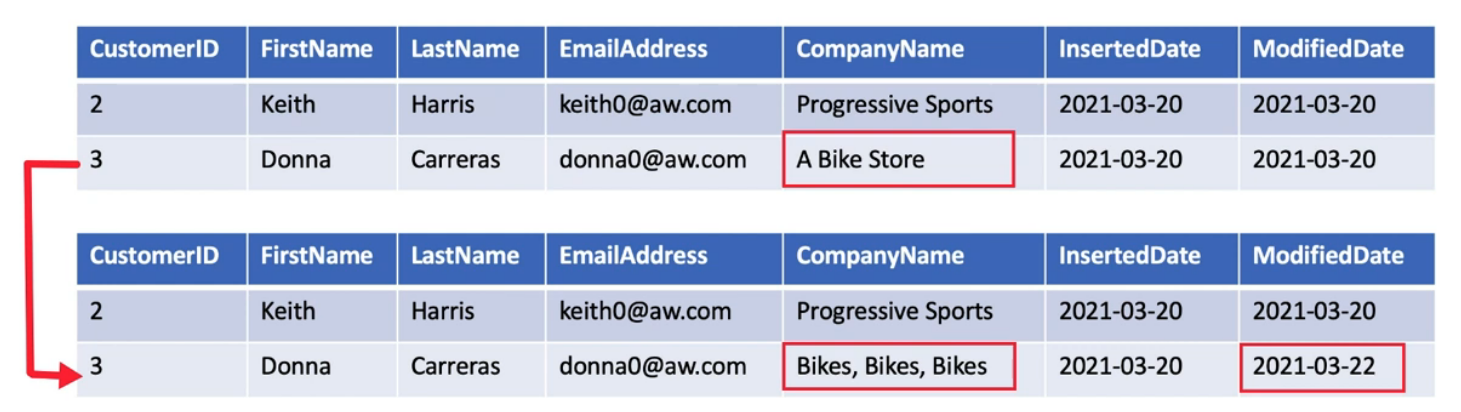 CustomerID FirstName LastName EmailAddress CompanyName InsertedDate ModifiedDate
2 Keith Harris keith0@aw.com Progressive Sports 2021-03-20 2021-03-20
3 Donna Carreras donna0@aw.com A Bike Store 2021-03-20 2021-03-20
CustomerID FirstName LastName EmailAddress CompanyName InsertedDate ModifiedDate
2 Keith Harris keith0@aw.com Progressive Sports 2021-03-20 2021-03-20
3 Donna Carreras donna0@aw.com Bikes, Bikes, Bikes 2021-03-20 2021-03-22